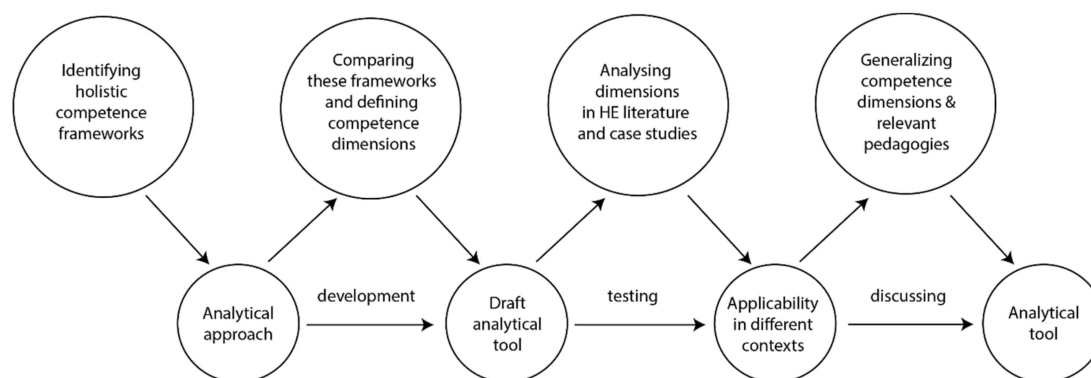 Identifying
holistic
competence
frameworks
Comparing
these frameworks
and defining
competence
dimensions
Analysing
dimensions
in HE literature
and case studies
Generalizing
competence
dimensions &
relevant
pedagogies
Analytical
approach
development
Draft
analytical
tool
testing
Applicability
in different
contexts
discussing
Analytical
tool